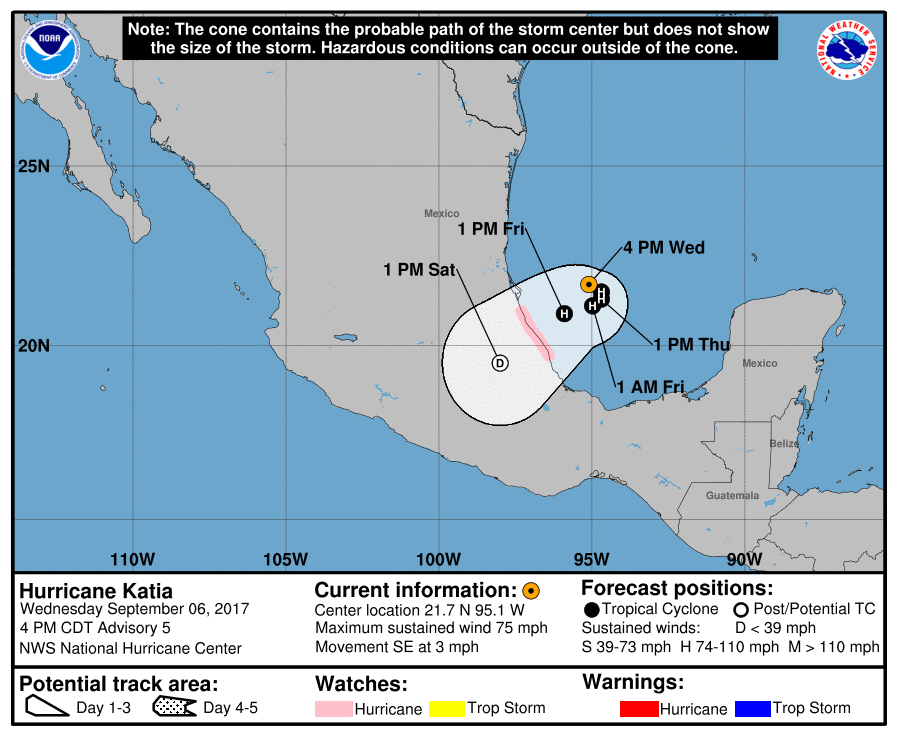 Note: The cone contains the probable path of the storm center but does not show
the size of the storm. Hazardous conditions can occur outside of the cone.
NOAA
NATIONAL WEATHER SERVICE
25N
20N
Mexico
1 PM Fri
4 PM Wed
1 PM Sat
H
H
H
H
D
1 PM Thu
1 AM Fri
Mexico
Belize
Guatemala
110W
105W
100W
95W
90W
Hurricane Katia
Wednesday September 06, 2017
4 PM CDT Advisory 5
NWS National Hurricane Center
Current information:
Center location 21.7 N 95.1 W
Maximum sustained wind 75 mph
Movement SE at 3 mph
Forecast positions:
Tropical Cyclone Post/Potential TC
Sustained winds: D < 39 mph
S 39-73 mph H 74-110 mph M > 110 mph
Potential track area:
Day 1-3 Day 4-5
Watches:
Hurricane Trop Storm
Warnings:
Hurricane Trop Storm